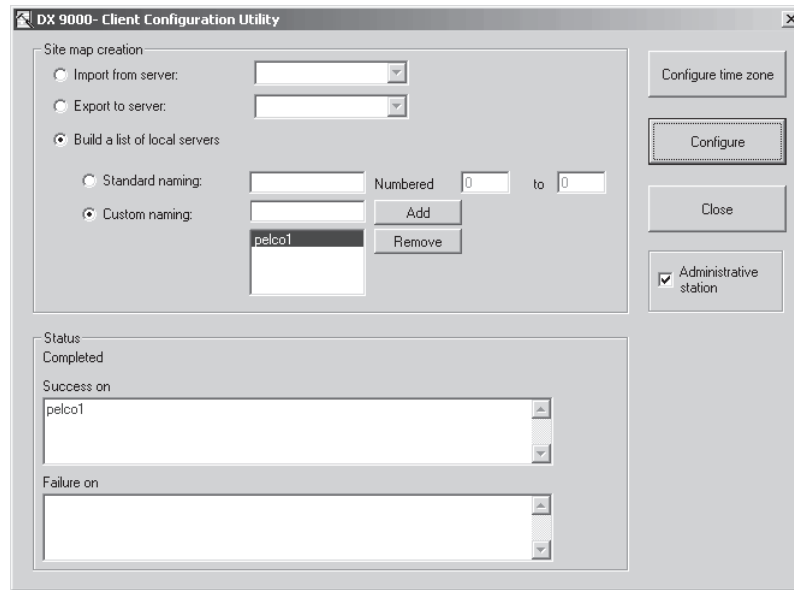 DX 9000- Client Configuration Utility
Site map creation
Import from server:
Export to server:
Build a list of local servers
Standard naming:
Numbered 0 to 0
Custom naming:
Add
pelco1
Remove
Configure time zone
Configure
Close
Administrative
station
Status
Completed
Success on
pelco1
Failure on